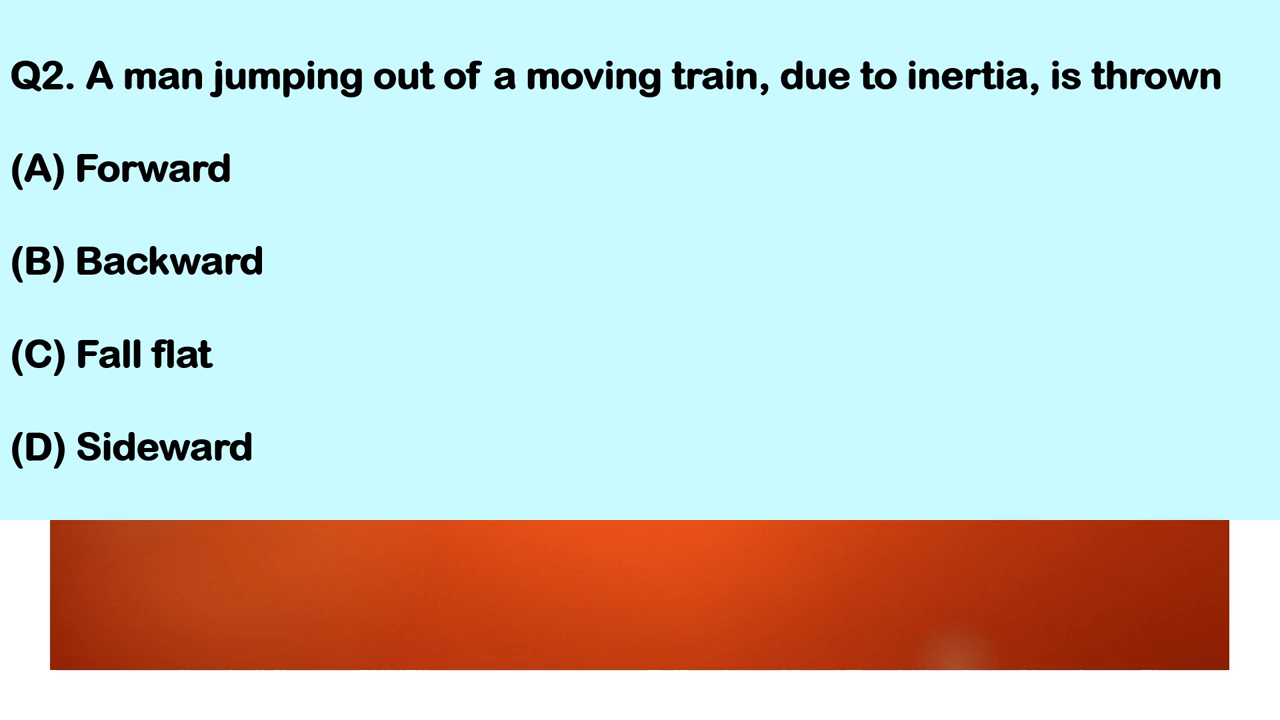 Q2. A man jumping out of a moving train, due to inertia, is thrown
(A) Forward
(B) Backward
(C) Fall flat
(D) Sideward